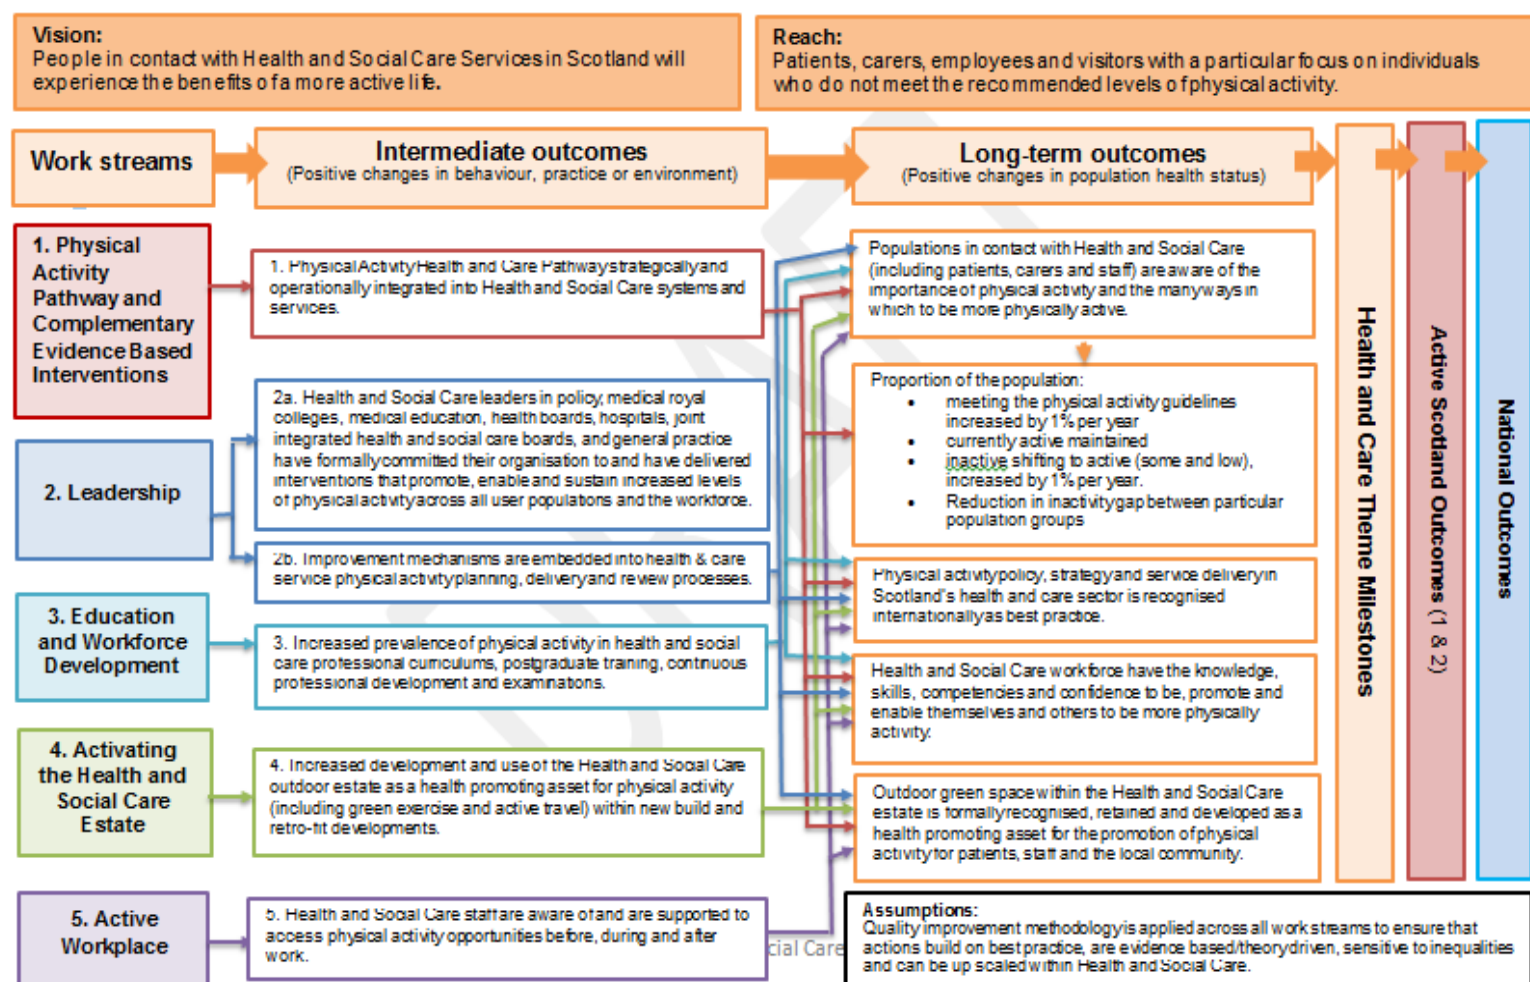 Vision:
People in contact with Health and Social Care Services in Scotland will
experience the benefits of a more active life.
Reach:
Patients, carers, employees and visitors with a particular focus on individuals
who do not meet the recommended levels of physical activity.
Work streams
Intermediate outcomes
(Positive changes in behaviour, practice or environment)
Long-term outcomes
(Positive changes in population health status)
1. Physical
Activity
Pathway and
Complementary
Evidence Based
Interventions
1. Physical Activity Health and Care Pathway strategically and
operationally integrated into Health and Social Care systems and
services.
2. Leadership
2a. Health and Social Care leaders in policy, medical royal
colleges, medical education, health boards, hospitals, joint
integrated health and social care boards, and general practice
have formally committed their organisation to and have delivered
interventions that promote, enable and sustain increased levels
of physical activity across all user populations and the workforce.
2b. Improvement mechanisms are embedded into health & care
service physical activity planning, delivery and review processes.
3. Education
and Workforce
Development
3. Increased prevalence of physical activity in health and social
care professional curriculums, postgraduate training, continuous
professional development and examinations.
4. Activating
the Health and
Social Care
Estate
4. Increased development and use of the Health and Social Care
outdoor estate as a health promoting asset for physical activity
(including green exercise and active travel) within new build and
retro-fit developments.
5. Active
Workplace
5. Health and Social Care staff are aware of and are supported to
access physical activity opportunities before, during and after
work.
Populations in contact with Health and Social Care
(including patients, carers and staff) are aware of the
importance of physical activity and the many ways in
which to be more physically active.
Proportion of the population:
• meeting the physical activity guidelines
increased by 1% per year
• currently active maintained
• inactive shifting to active (some and low),
increased by 1% per year.
• Reduction in inactivity gap between particular
population groups
Physical activity policy, strategy and service delivery in
Scotland's health and care sector is recognised
internationally as best practice.
Health and Social Care workforce have the knowledge,
skills, competencies and confidence to be, promote and
enable themselves and others to be more physically
activity.
Outdoor green space within the Health and Social Care
estate is formally recognised, retained and developed as a
health promoting asset for the promotion of physical
activity for patients, staff and the local community.
Health and Care Theme Milestones
Active Scotland Outcomes (1 & 2)
National Outcomes
cial Care
Assumptions:
Quality improvement methodology is applied across all work streams to ensure that
actions build on best practice, are evidence based/theory driven, sensitive to inequalities
and can be up scaled within Health and Social Care.